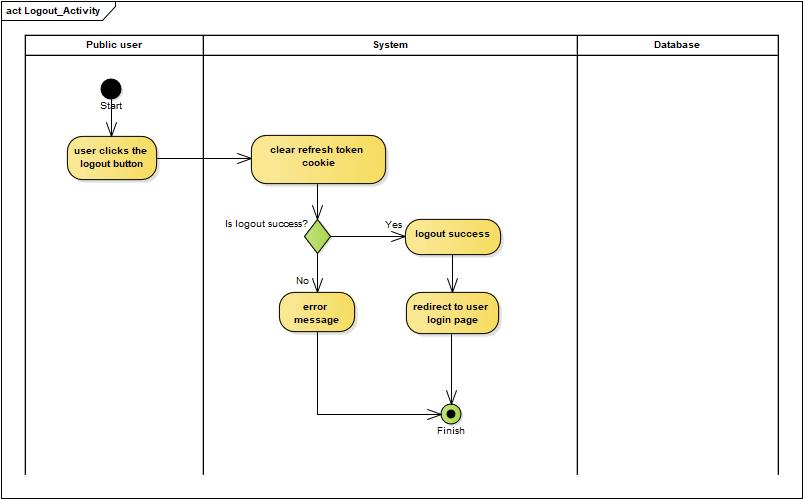 act Logout_Activity
Public user
System
Database
Start
user clicks the
logout button
clear refresh token
cookie
Is logout success?
Yes
logout success
No
error
message
redirect to user
login page
Finish